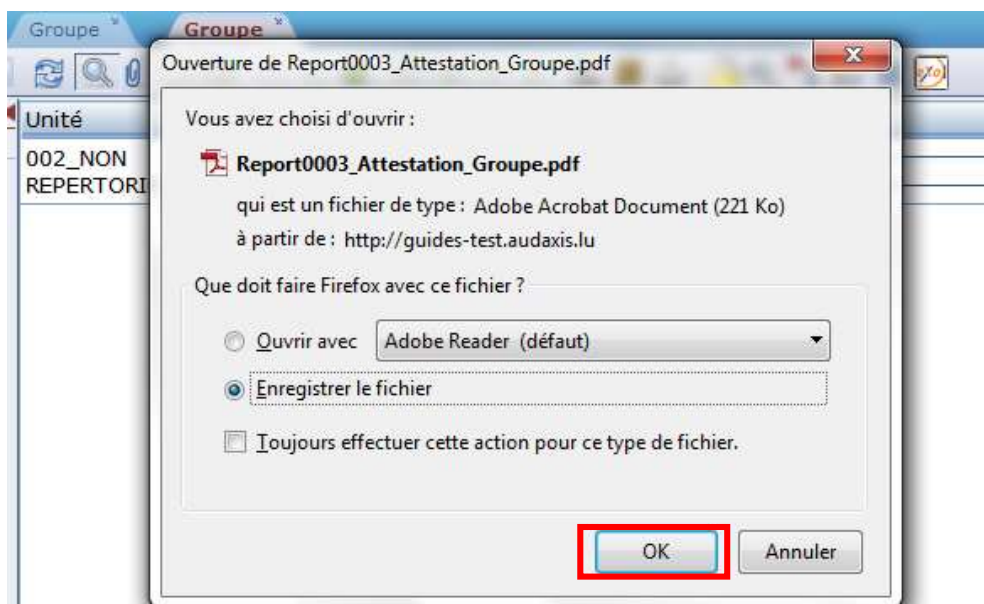 Groupe
Groupe
Ouverture de Report0003_Attestation_Groupe.pdf
Unité
002_NON
REPERTORI
Vous avez choisi d'ouvrir :
Report0003_Attestation_Groupe.pdf
qui est un fichier de type : Adobe Acrobat Document (221 Ko)
à partir de : http://guides-test.audaxis.lu
Que doit faire Firefox avec ce fichier ?
Ouvrir avec Adobe Reader (défaut)
Enregistrer le fichier
Toujours effectuer cette action pour ce type de fichier.
OK Annuler